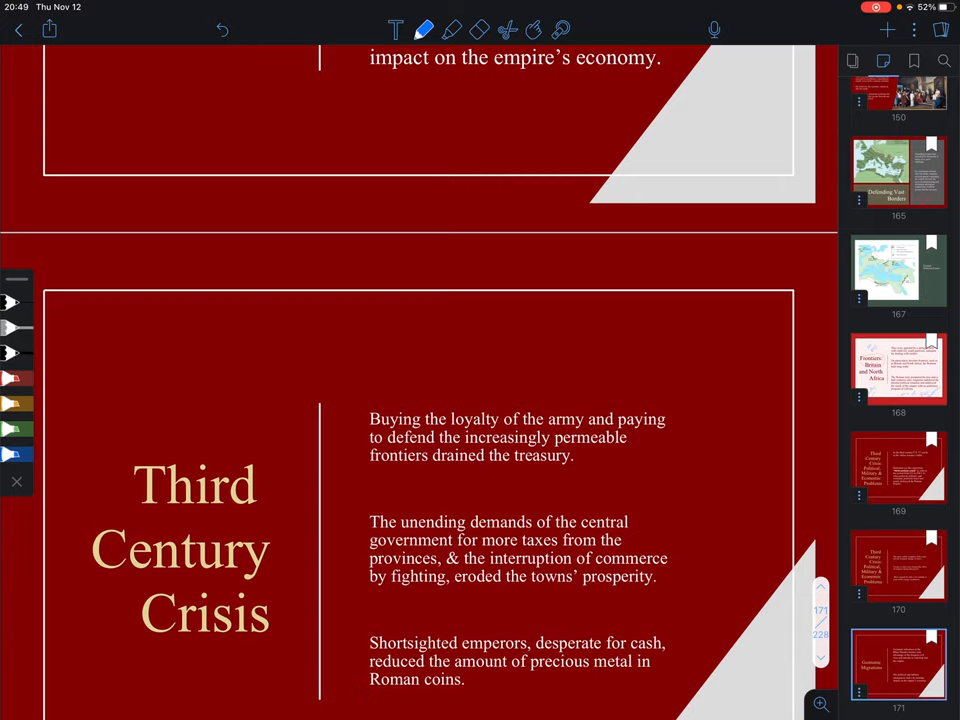 20:49 Thu Nov 12
52%
impact on the empire's economy.
Third
Century
Crisis
Buying the loyalty of the army and paying
to defend the increasingly permeable
frontiers drained the treasury.
The unending demands of the central
government for more taxes from the
provinces, & the interruption of commerce
by fighting, eroded the towns' prosperity.
Shortsighted emperors, desperate for cash,
reduced the amount of precious metal in
Roman coins.
171
228
150
Defending Vast
Borders
165
167
Frontiers:
Britain
and North
Africa
168
Third
Century
Crisis:
Political,
Military &
Economic
Problems
169
Third
Century
Crisis:
Political,
Military &
Economic
Problems
170
Germanic
Migrations
171